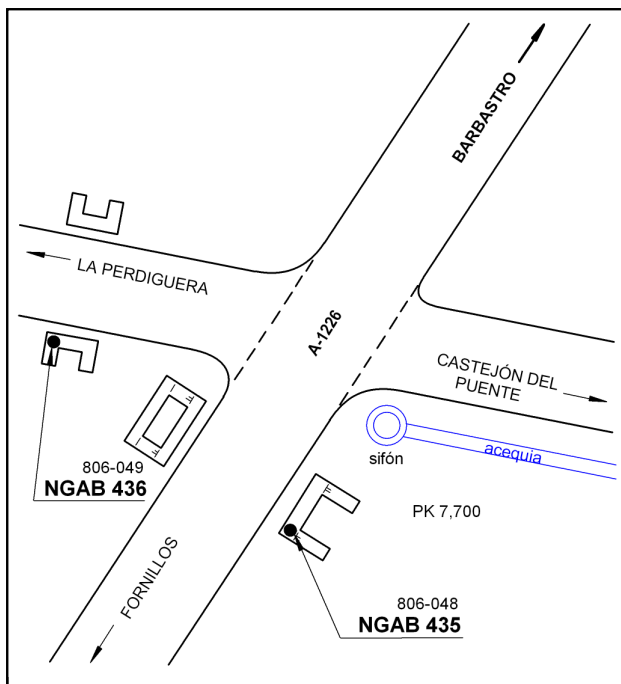 BARBASTRO
LA PERDIGUERA
A-1226
CASTEJÓN DEL
PUENTE
acequia
sifón
806-049
NGAB 436
PK 7,700
FORNILLOS
806-048
NGAB 435